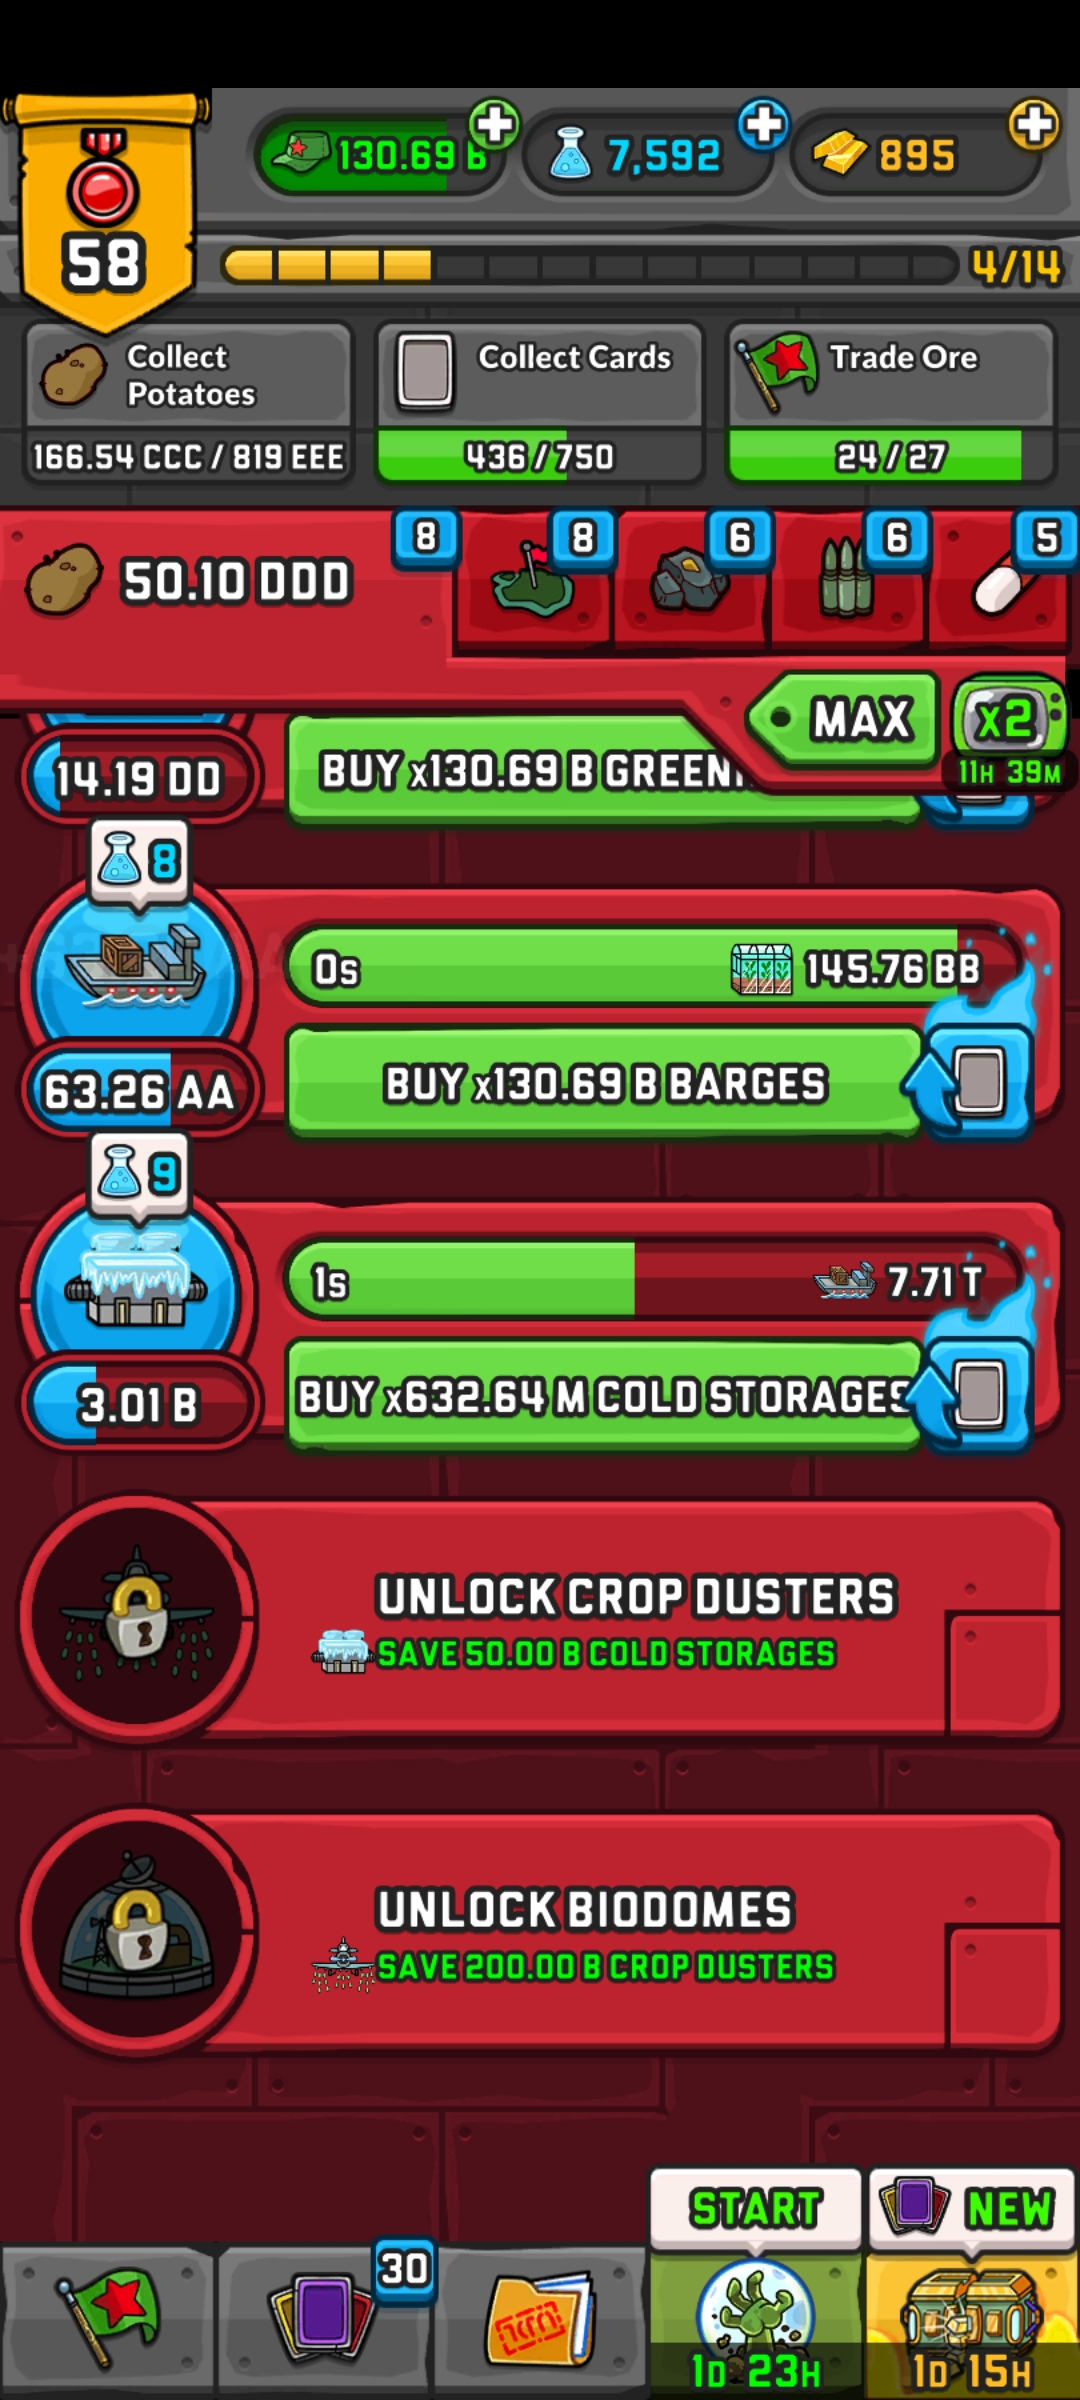 130.69 B
7,592
895
58
4/14
Collect
Potatoes
Collect Cards
Trade Ore
166.54 CCC / 819 EEE
436 / 750
24 / 27
50.10 DDD
8
8
6
6
5
MAX
x2
11H 39M
14.19 DD
BUY x130.69 B
8
0s
145.76 BB
63.26 AA
BUY x130.69 B BARGES
9
1s
7.71 T
3.01 B
BUY x632.64 M COLD STORAGES
UNLOCK CROP DUSTERS
SAVE 50.00 B COLD STORAGES
UNLOCK BIODOMES
SAVE 200.00 B CROP DUSTERS
START
NEW
30
1D 23H
1D 15H